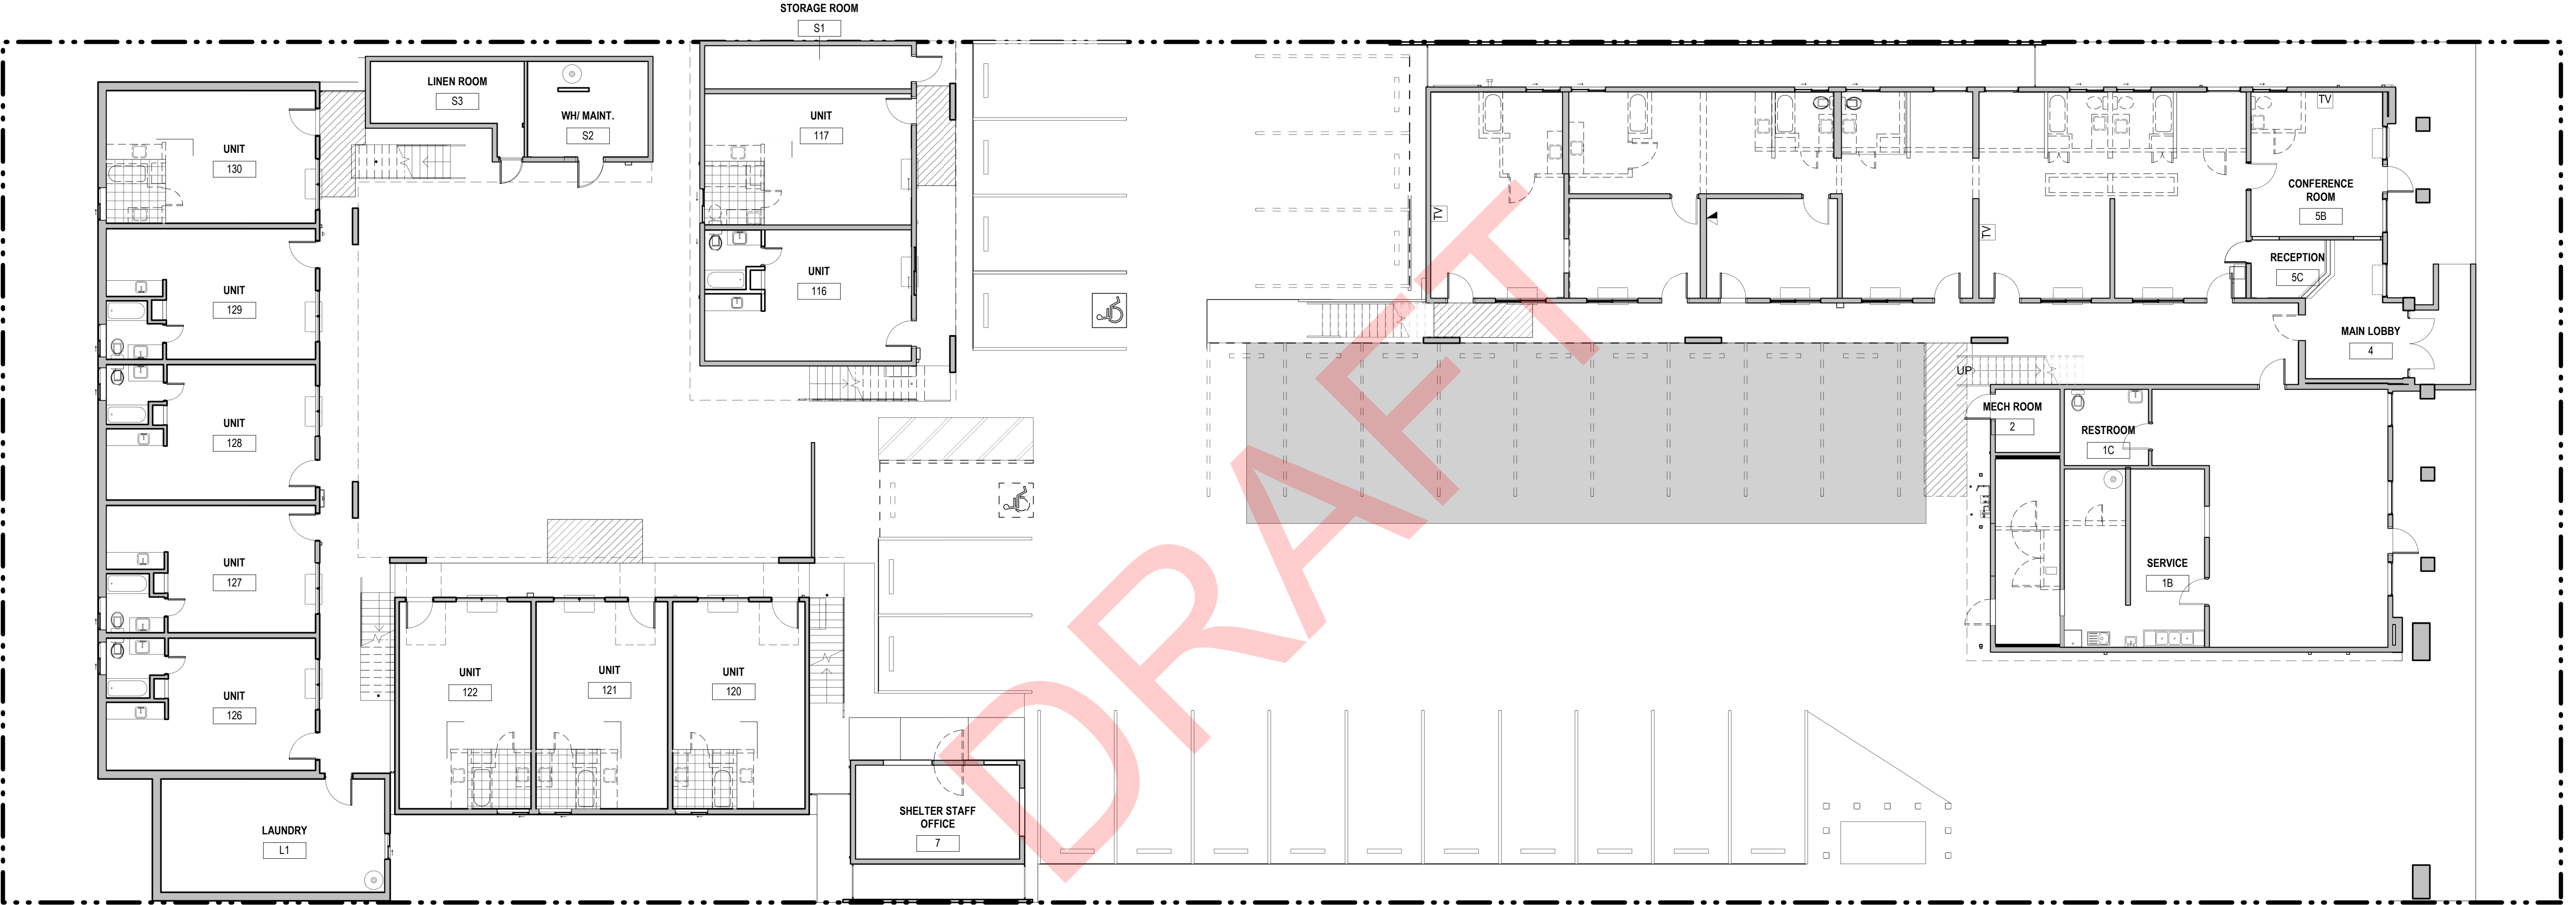 STORAGE ROOM
S1
LINEN ROOM
S3
WH/ MAINT.
S2
UNIT
117
UNIT
116
UNIT
130
UNIT
129
UNIT
128
UNIT
127
UNIT
126
LAUNDRY
L1
UNIT
122
UNIT
121
UNIT
120
SHELTER STAFF
OFFICE
7
TV
TV
TV
CONFERENCE
ROOM
5B
RECEPTION
5C
MAIN LOBBY
4
UP
MECH ROOM
2
RESTROOM
1C
SERVICE
1B
DRAFT